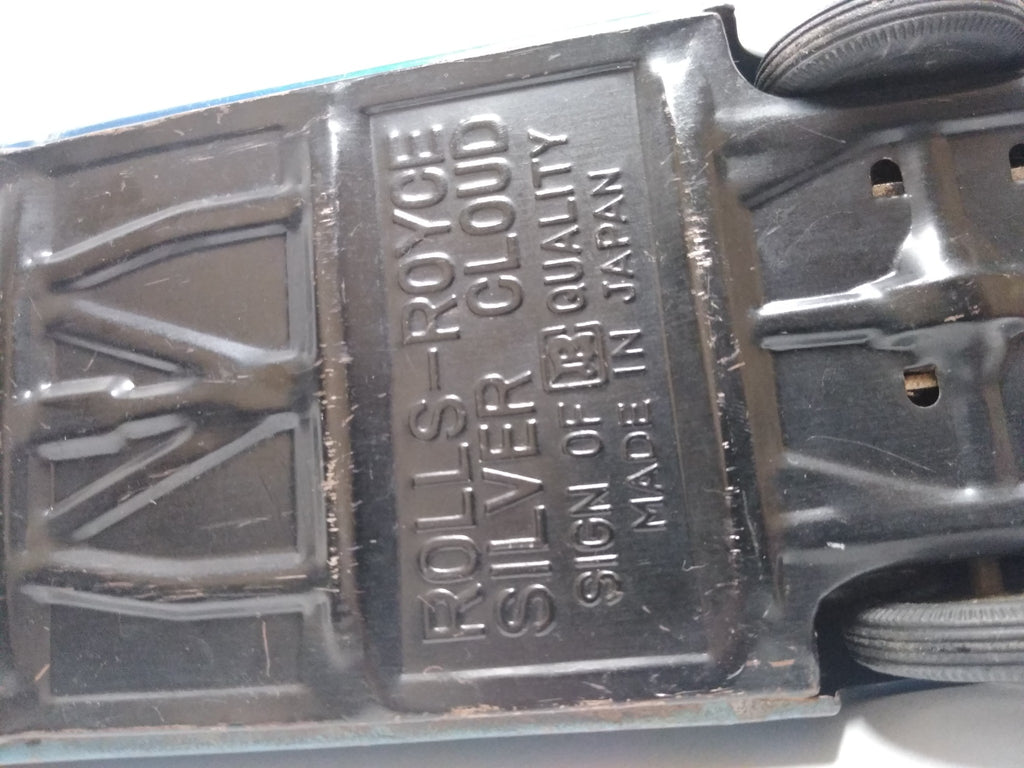 ROLLS-ROYCE
SILVER CLOUD
SIGN OF QUALITY
MADE IN JAPAN